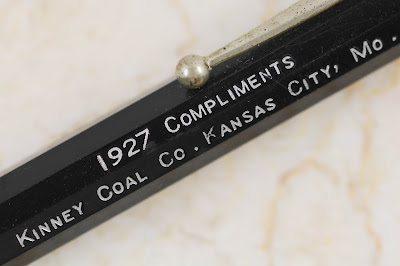 1927 COMPLIMENTS
KINNEY COAL CO. KANSAS CITY, MO.